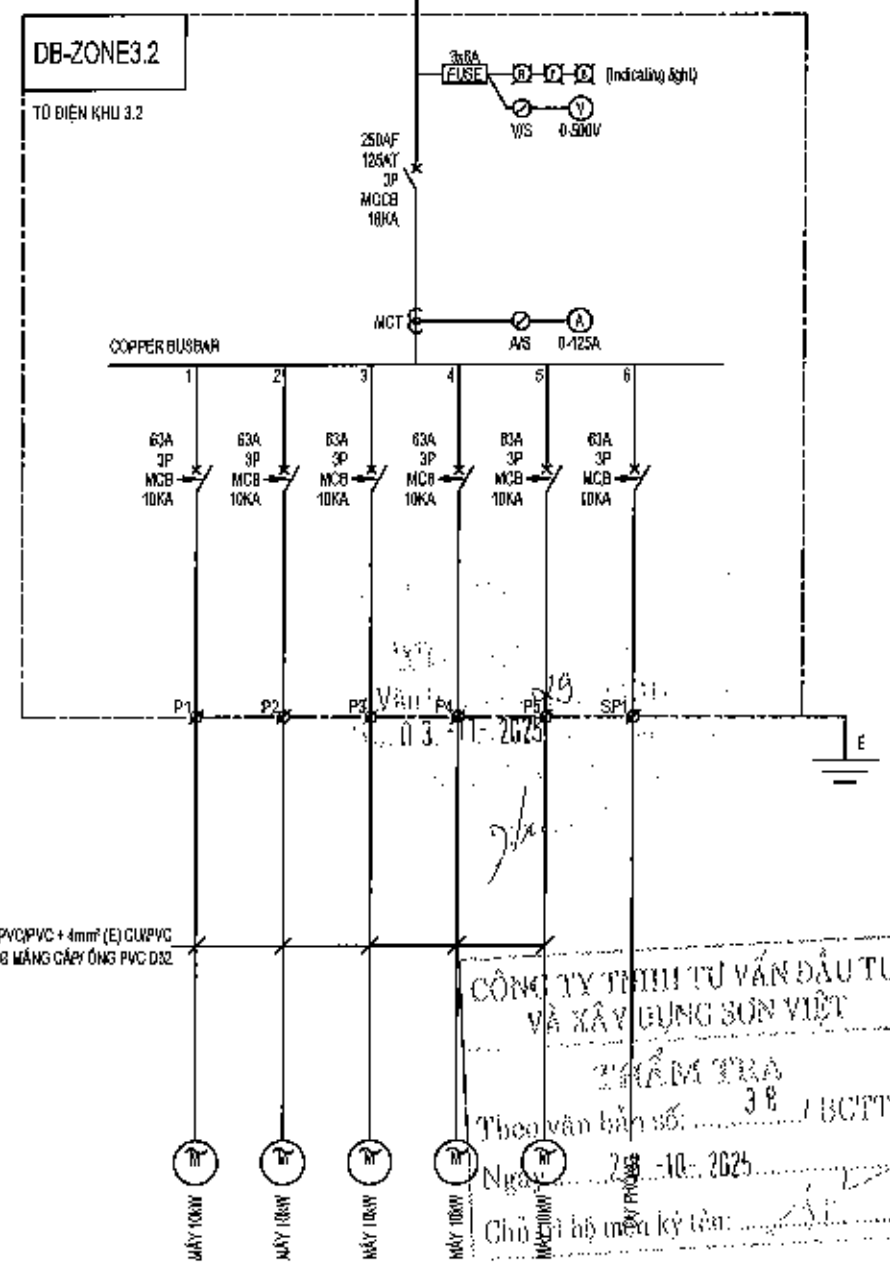 DB-ZONE3.2
TỦ ĐIỆN KHU 3.2
3x6A
FUSE
(Indicating light)
V/S
V
0-500V
250AF
125AT
3P
MCCB
18KA
MCT
A/S
A
0-125A
COPPER BUSBAR
1 2 3 4 5 6
63A 63A 63A 63A 63A 63A
3P 3P 3P 3P 3P 3P
MCB MCB MCB MCB MCB MCB
10KA 10KA 10KA 10KA 10KA
P1 P2 P3 P4 P5 SP1
E
PVC/PVC + 4mm² (E) CU/PVC
MÁNG CÁP/ ỐNG PVC D32
MÁY 10kW MÁY 10kW MÁY 10kW MÁY 10kW MÁY 10kW
CÔNG TY TNHH TƯ VẤN ĐẦU TƯ
VÀ XÂY DỰNG SƠN VIỆT
THẨM TRA
Theo văn bản số: 38 / BCTT
Ngày -10- 2025
Chủ trì bộ môn ký tên: